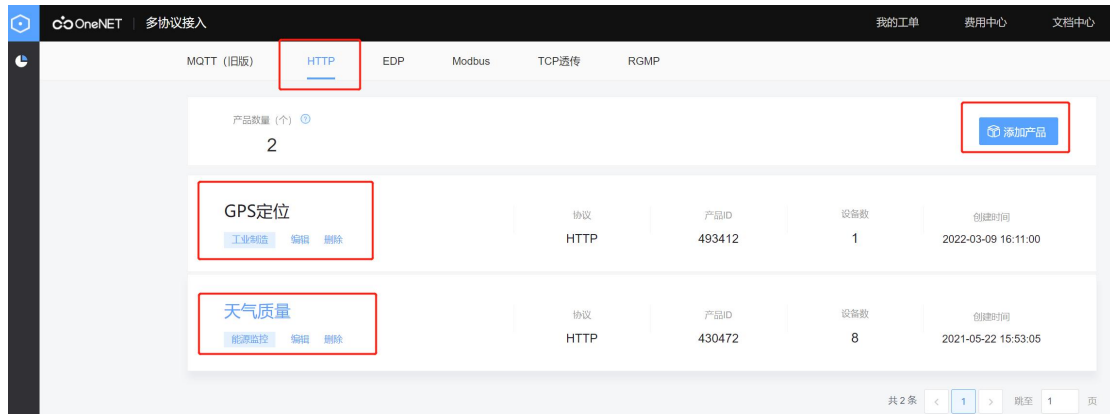 OneNET 多协议接入 我的工单 费用中心 文档中心
MQTT（旧版） HTTP EDP Modbus TCP透传 RGMP
产品数量（个）
2
添加产品
GPS定位
工业制造 编辑 删除
协议
HTTP
产品ID
493412
设备数
1
创建时间
2022-03-09 16:11:00
天气质量
能源监控 编辑 删除
协议
HTTP
产品ID
430472
设备数
8
创建时间
2021-05-22 15:53:05
共 2 条 < 1 > 跳至 1 页